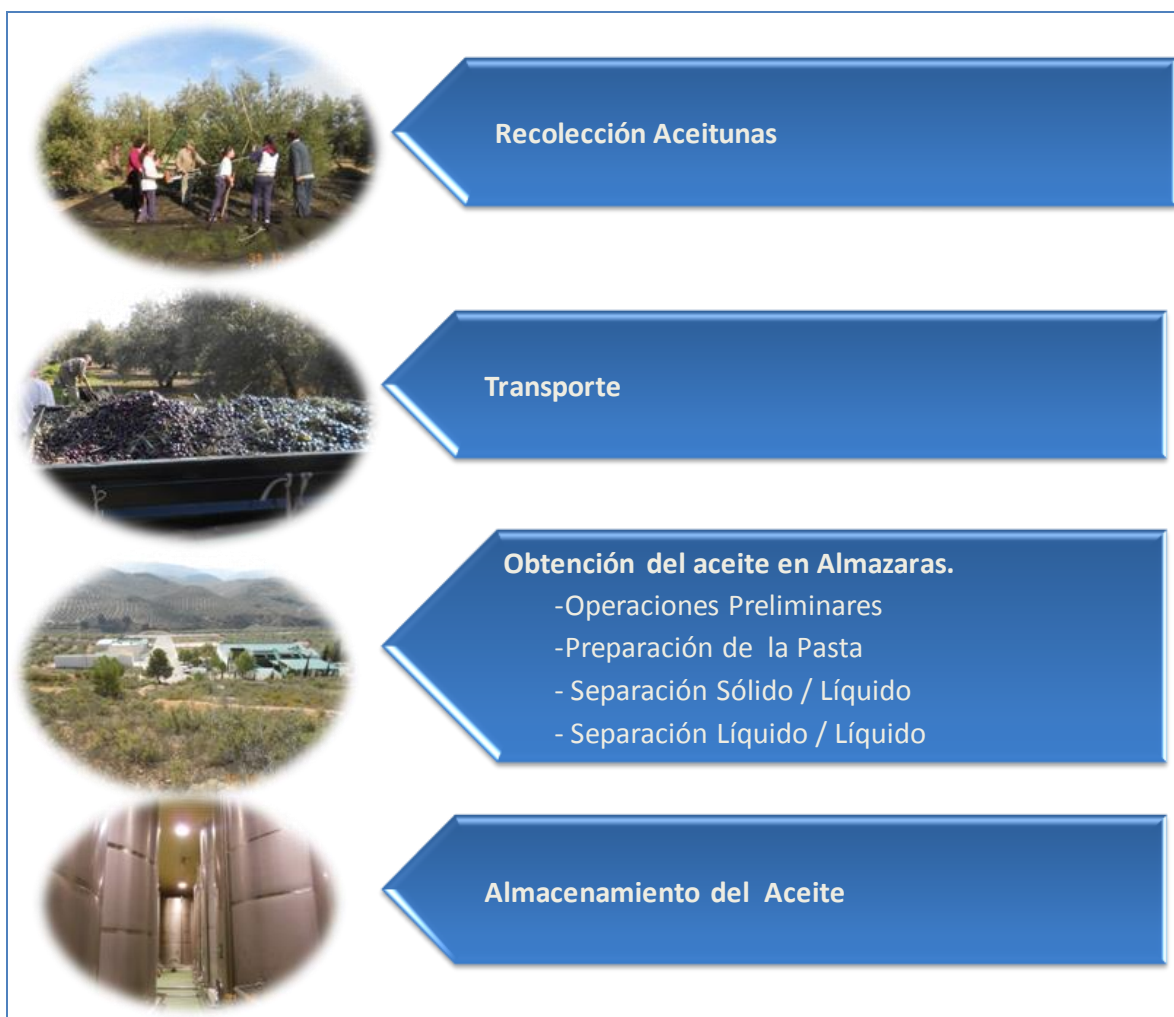 Recolección Aceitunas
Transporte
Obtención del aceite en Almazaras.
-Operaciones Preliminares
-Preparación de la Pasta
- Separación Sólido / Líquido
- Separación Líquido / Líquido
Almacenamiento del Aceite